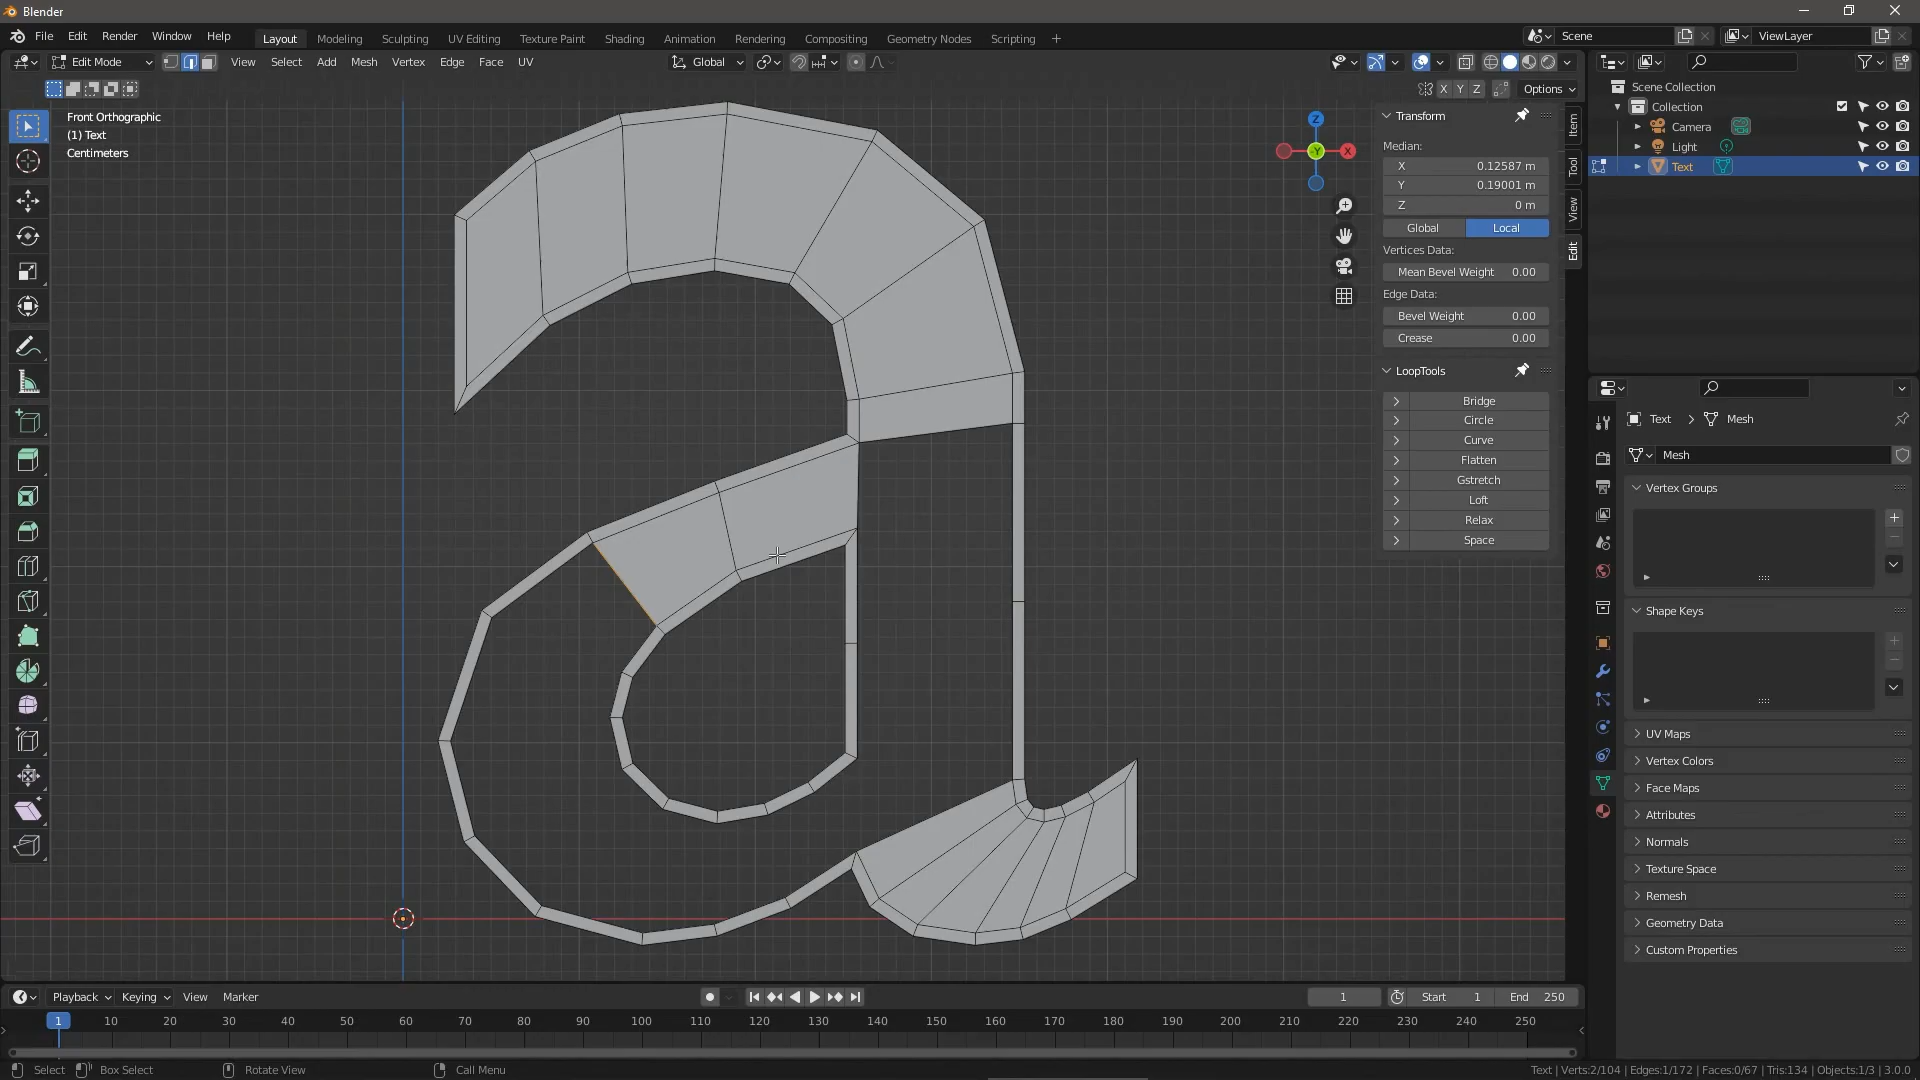 Blender
File Edit Render Window Help
Layout Modeling Sculpting UV Editing Texture Paint Shading Animation Rendering Compositing Geometry Nodes Scripting +
Scene
ViewLayer
Edit Mode
View Select Add Mesh Vertex Edge Face UV
Global
X Y Z
Options
Front Orthographic
(1) Text
Centimeters
Z
Y
X
Transform
Median:
X 0.12587 m
Y 0.19001 m
Z 0 m
Global Local
Vertices Data:
Mean Bevel Weight 0.00
Edge Data:
Bevel Weight 0.00
Crease 0.00
LoopTools
Bridge
Circle
Curve
Flatten
Gstretch
Loft
Relax
Space
Item
Tool
View
Edit
Scene Collection
Collection
Camera
Light
Text
Text > Mesh
Mesh
Vertex Groups
Shape Keys
UV Maps
Vertex Colors
Face Maps
Attributes
Normals
Texture Space
Remesh
Geometry Data
Custom Properties
Playback Keying View Marker
1
Start 1
End 250
1 10 20 30 40 50 60 70 80 90 100 110 120 130 140 150 160 170 180 190 200 210 220 230 240 250
Select Box Select Rotate View Call Menu
Text | Verts:2/104 | Edges:1/172 | Faces:0/67 | Tris:134 | Objects:1/3 | 3.0.0